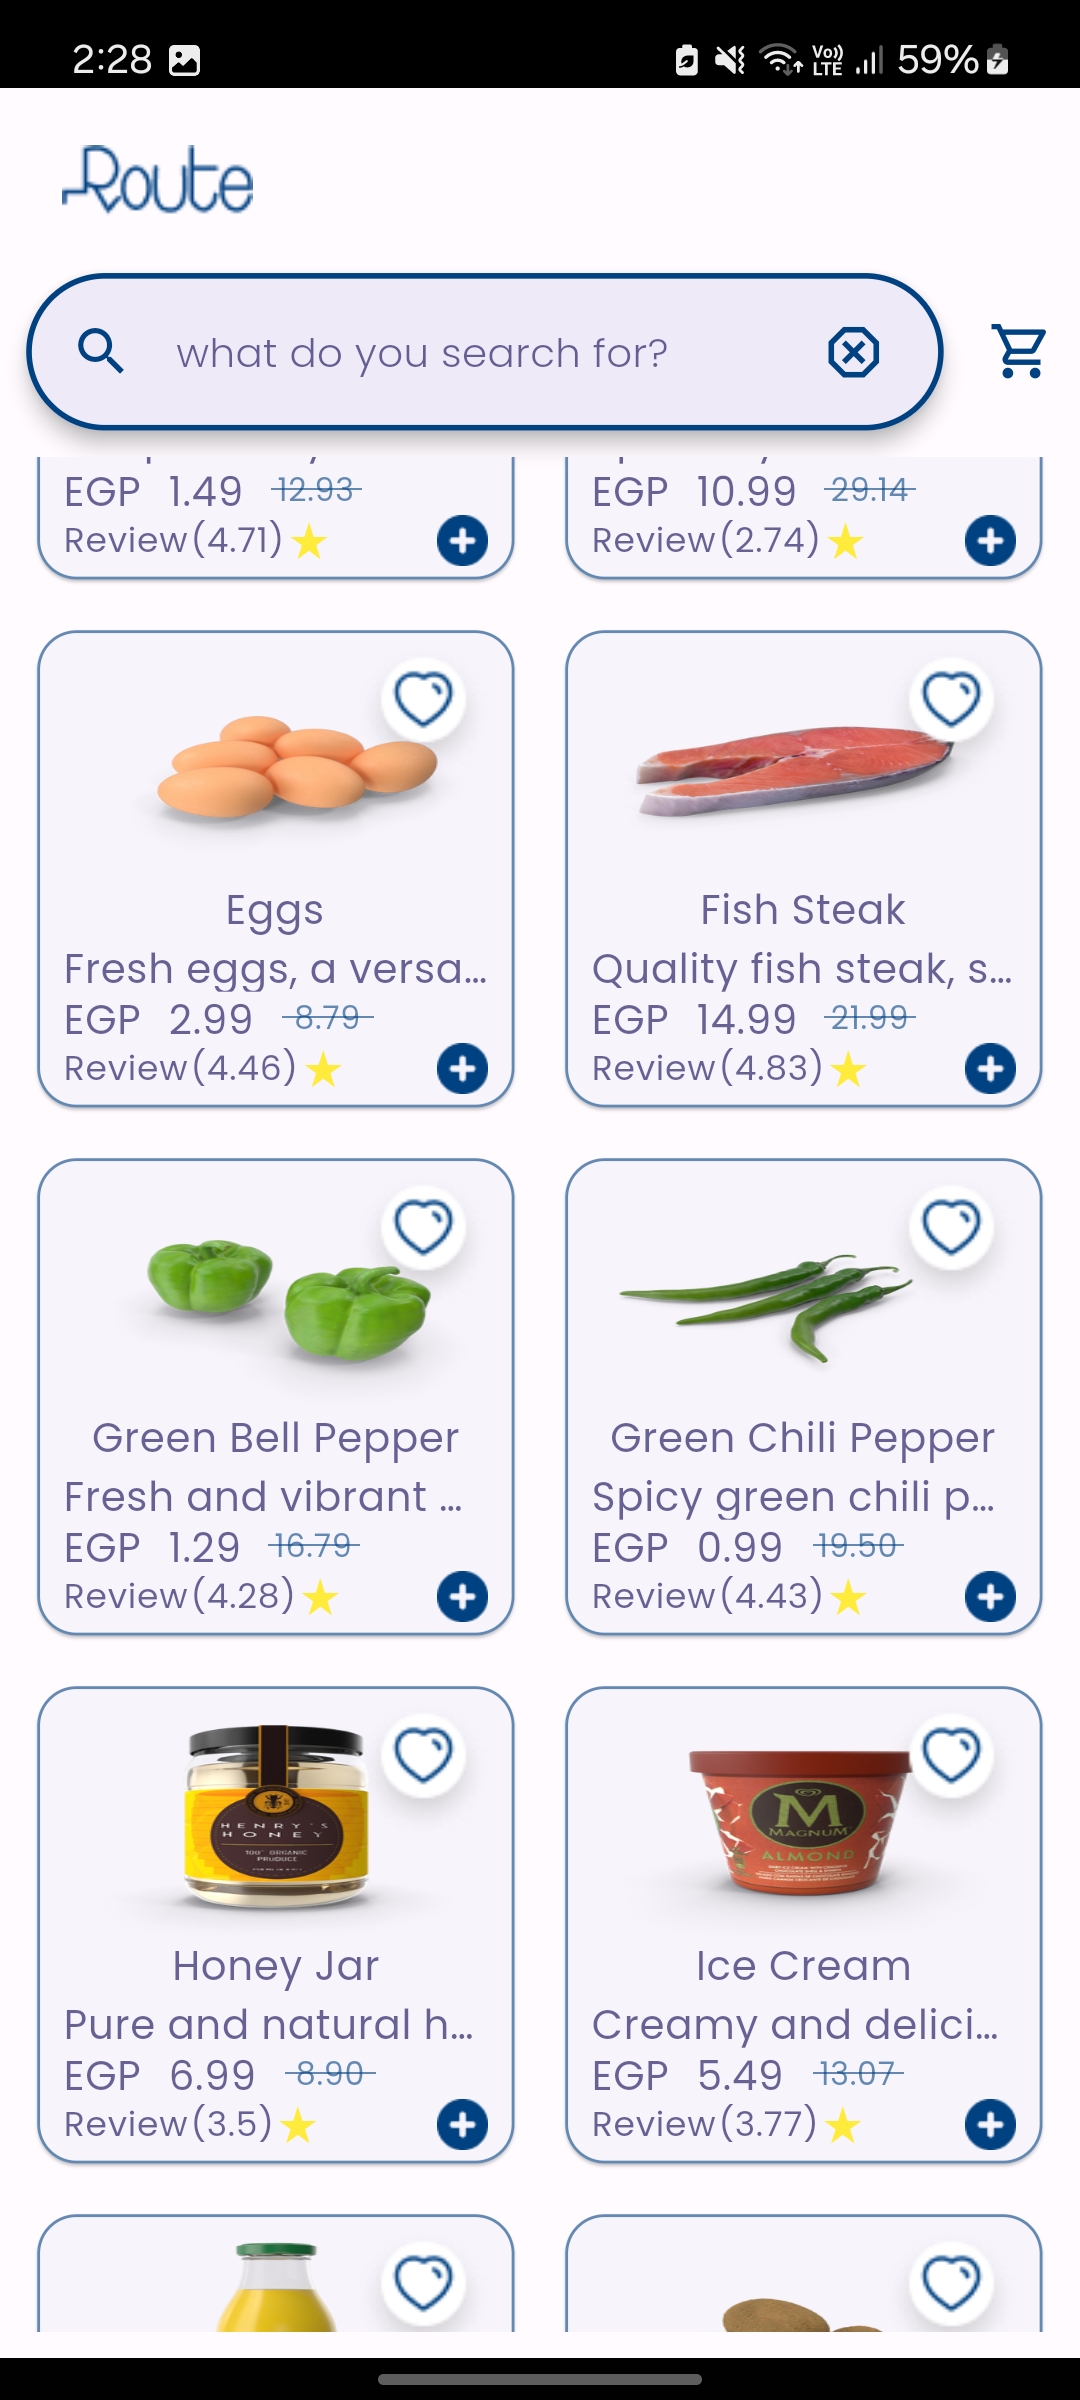 2:28
Vo)) LTE
59%
Route
what do you search for?
EGP 1.49 12.93
Review(4.71)
EGP 10.99 29.14
Review(2.74)
Eggs
Fresh eggs, a versa...
EGP 2.99 8.79
Review(4.46)
Fish Steak
Quality fish steak, s...
EGP 14.99 21.99
Review(4.83)
Green Bell Pepper
Fresh and vibrant ...
EGP 1.29 16.79
Review(4.28)
Green Chili Pepper
Spicy green chili p...
EGP 0.99 19.50
Review(4.43)
HENRY'S
HONEY
100% ORGANIC
PRODUCE
Honey Jar
Pure and natural h...
EGP 6.99 8.90
Review(3.5)
M
MAGNUM
ALMOND
Ice Cream
Creamy and delici...
EGP 5.49 13.07
Review(3.77)